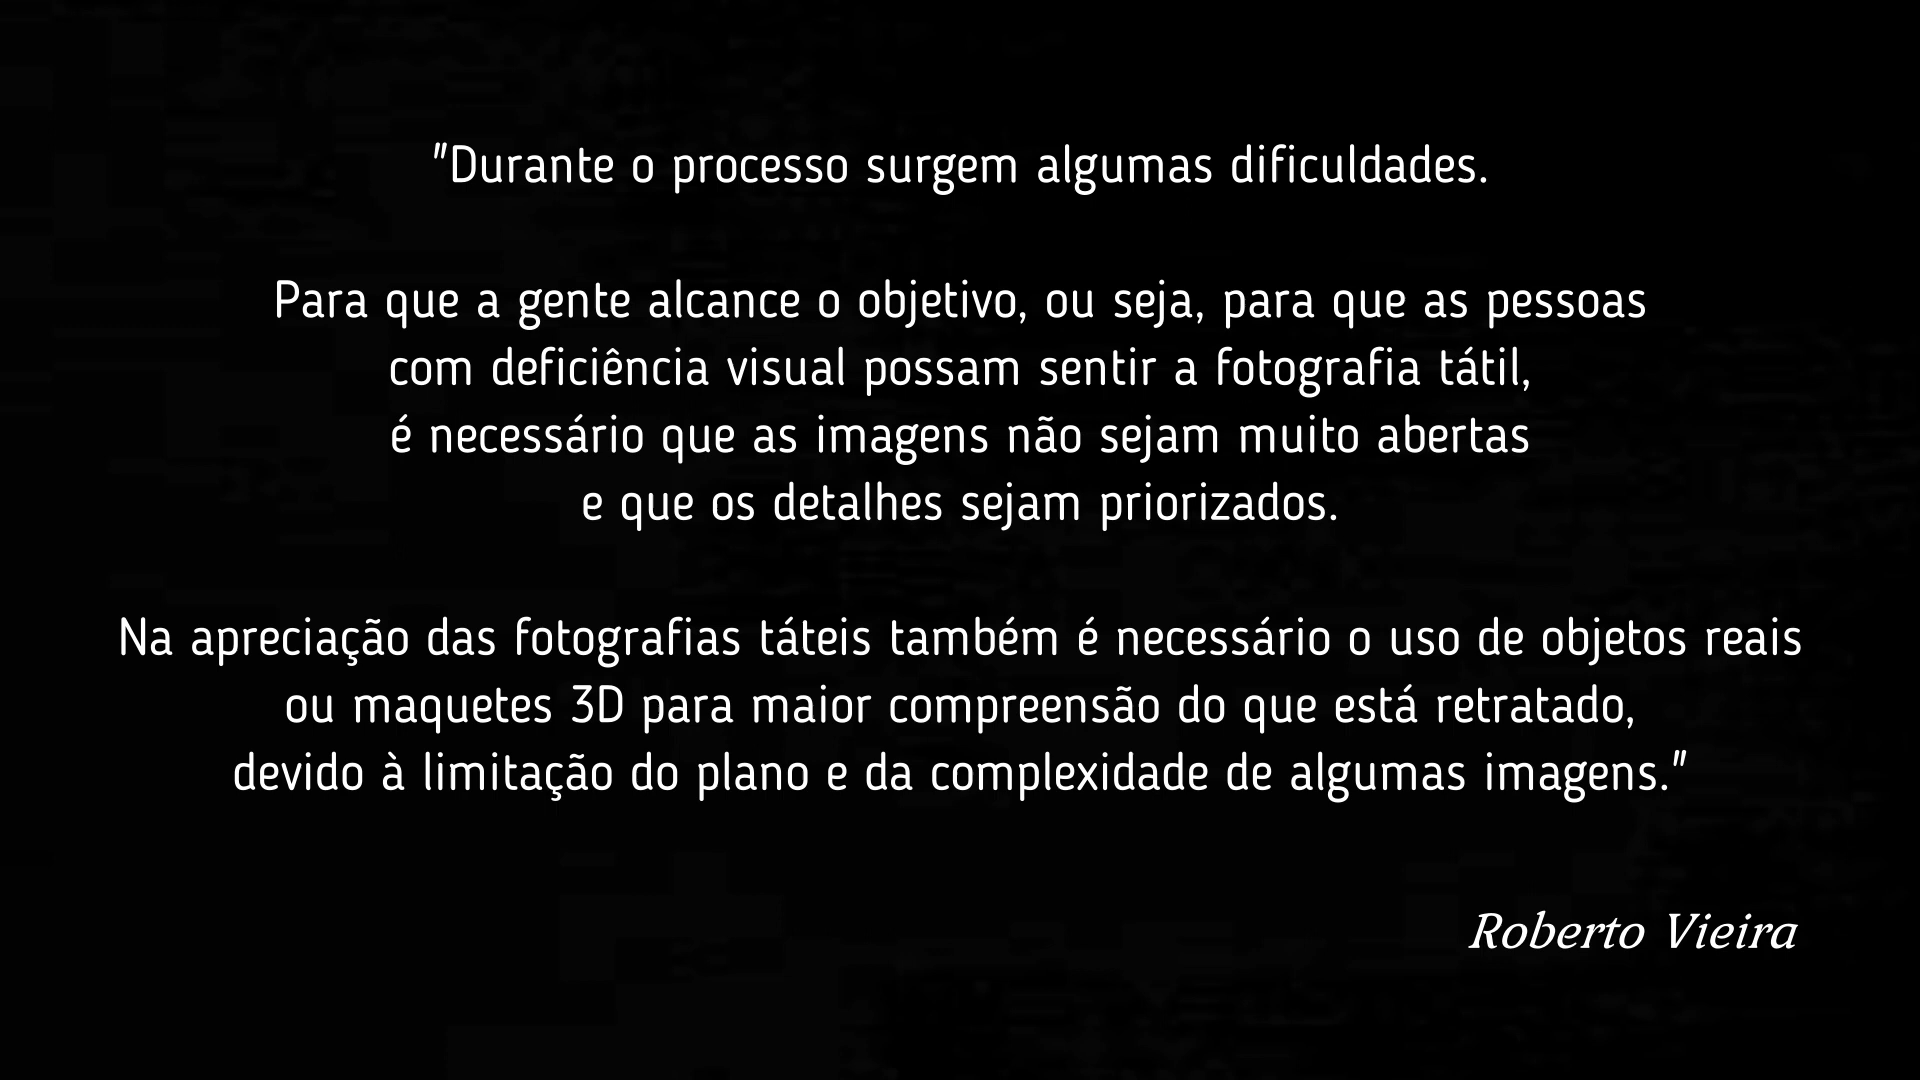 "Durante o processo surgem algumas dificuldades.
Para que a gente alcance o objetivo, ou seja, para que as pessoas
com deficiência visual possam sentir a fotografia tátil,
é necessário que as imagens não sejam muito abertas
e que os detalhes sejam priorizados.
Na apreciação das fotografias táteis também é necessário o uso de objetos reais
ou maquetes 3D para maior compreensão do que está retratado,
devido à limitação do plano e da complexidade de algumas imagens."
Roberto Vieira